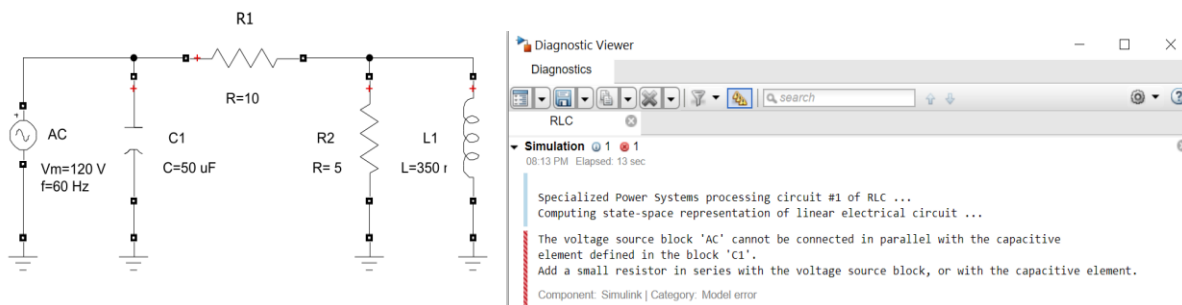 R1
R=10
AC
Vm=120 V
f=60 Hz
C1
C=50 uF
R2
R= 5
L1
L=350 r
Diagnostic Viewer
Diagnostics
search
RLC
Simulation 1 1
08:13 PM Elapsed: 13 sec
Specialized Power Systems processing circuit #1 of RLC ...
Computing state-space representation of linear electrical circuit ...
The voltage source block 'AC' cannot be connected in parallel with the capacitive
element defined in the block 'C1'.
Add a small resistor in series with the voltage source block, or with the capacitive element.
Component: Simulink | Category: Model error